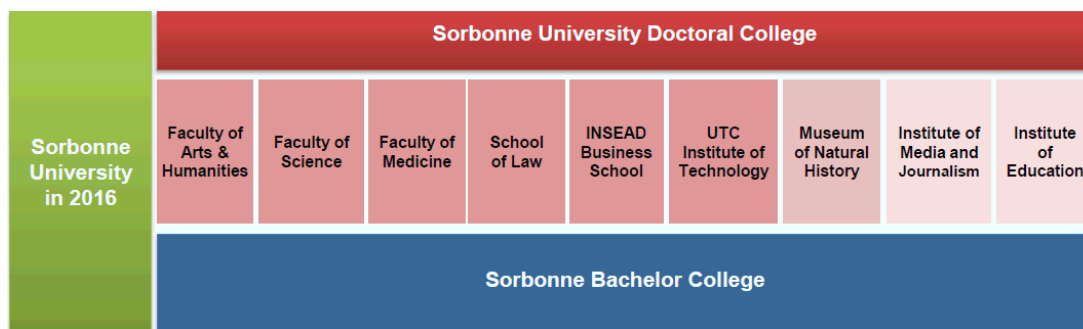 Sorbonne University Doctoral College
Sorbonne
University
in 2016
Faculty of
Arts &
Humanities
Faculty of
Science
Faculty of
Medicine
School
of Law
INSEAD
Business
School
UTC
Institute of
Technology
Museum
of Natural
History
Institute of
Media and
Journalism
Institute
of
Education
Sorbonne Bachelor College